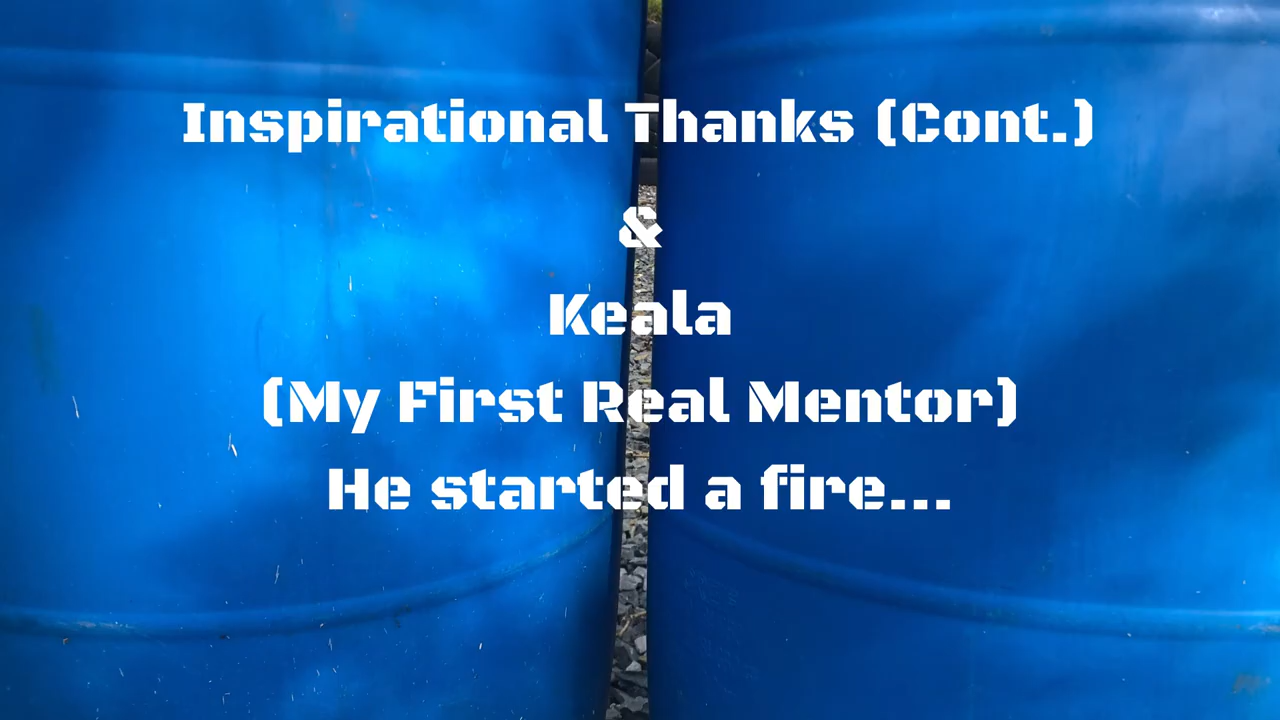 Inspirational Thanks (Cont.)
&
Keala
(My First Real Mentor)
He started a fire...